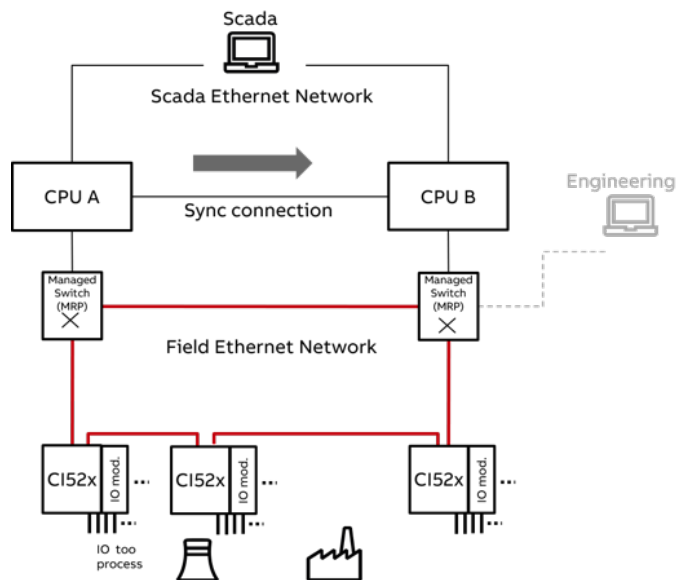 Scada
Scada Ethernet Network
CPU A
CPU B
Sync connection
Engineering
Managed
Switch
(MRP)
Managed
Switch
(MRP)
Field Ethernet Network
CI52x
IO mod.
CI52x
IO mod.
CI52x
IO mod.
IO too
process